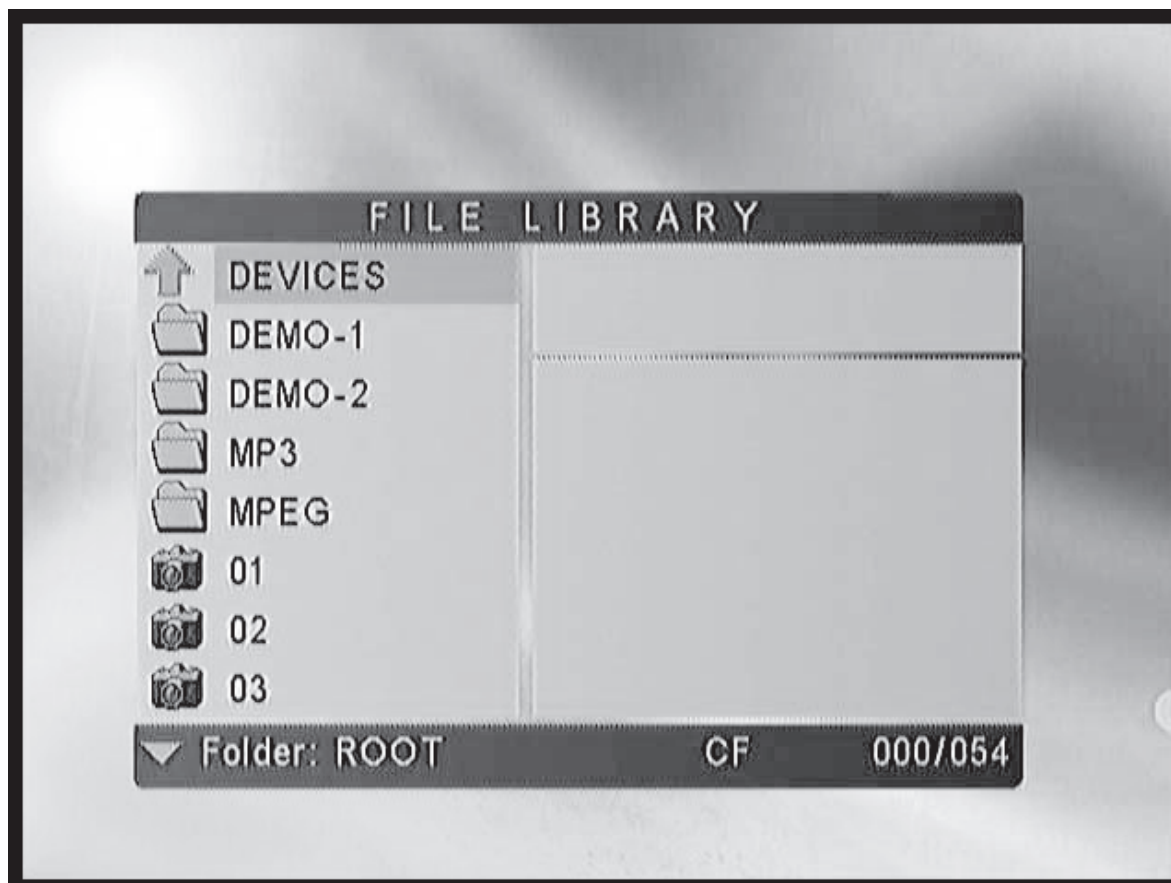 FILE LIBRARY
DEVICES
DEMO-1
DEMO-2
MP3
MPEG
01
02
03
Folder: ROOT CF 000/054